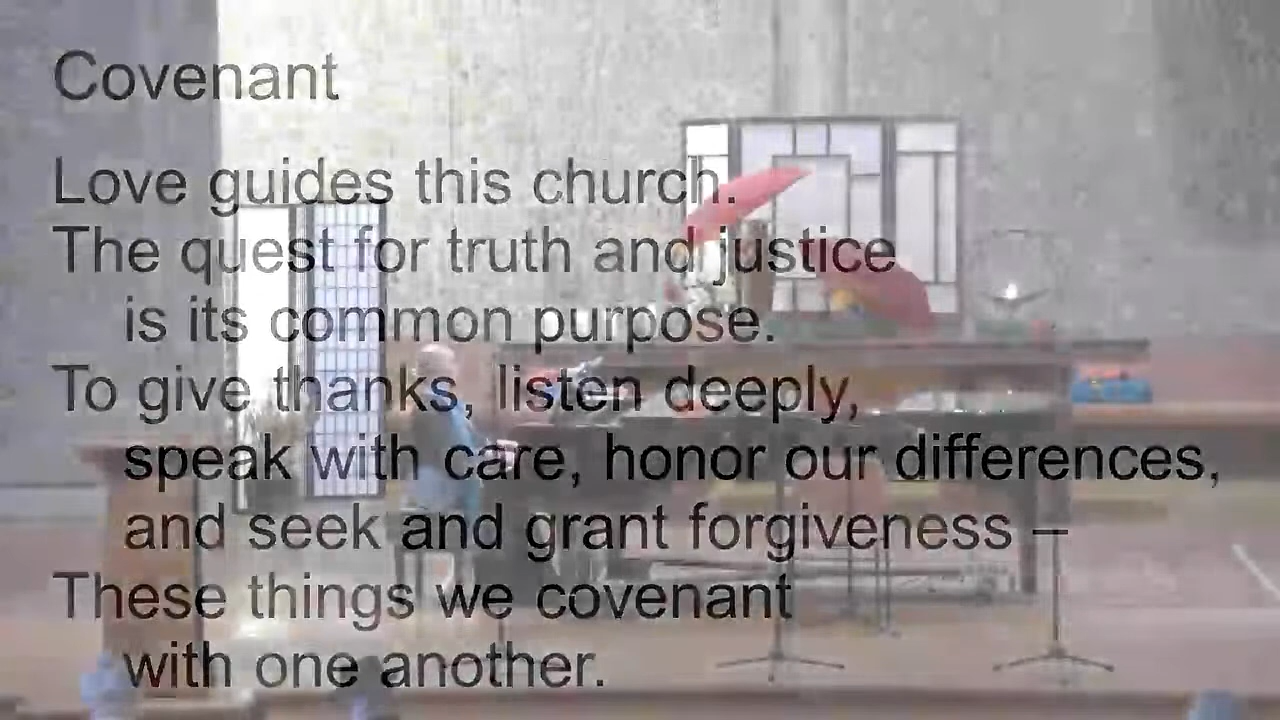 Covenant
Love guides this church.
The quest for truth and justice
is its common purpose.
To give thanks, listen deeply,
speak with care, honor our differences,
and seek and grant forgiveness –
These things we covenant
with one another.